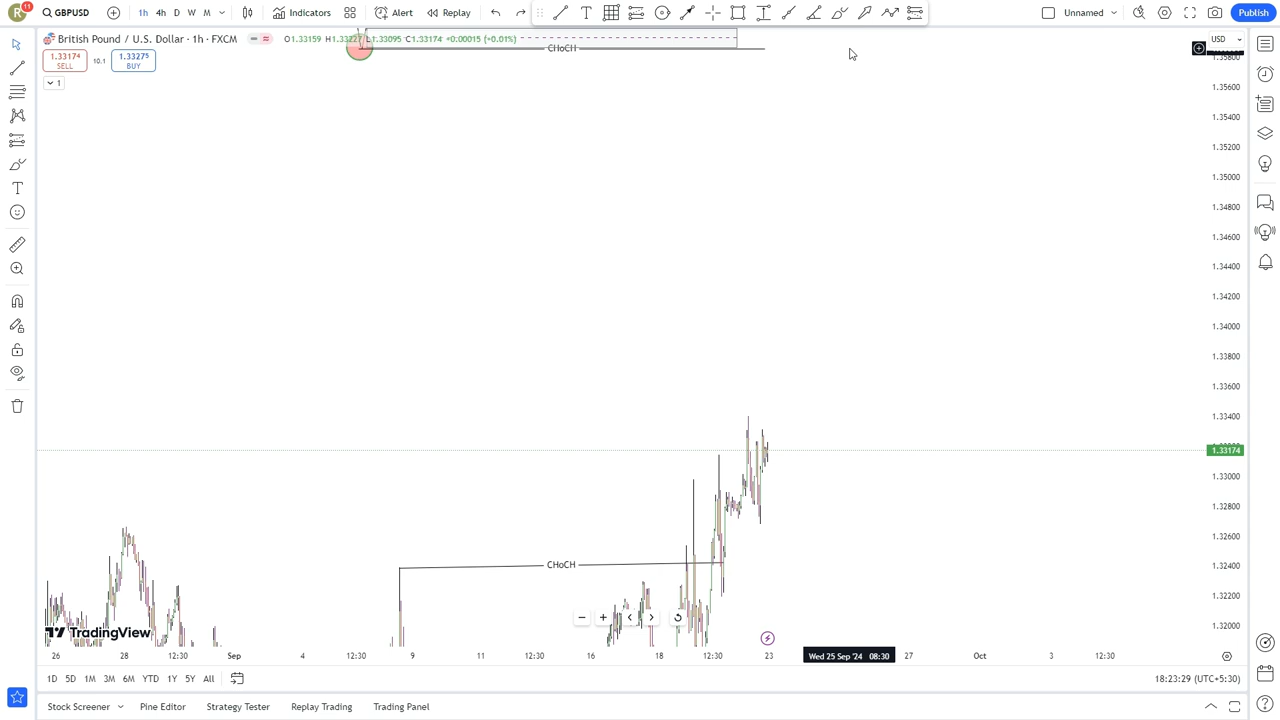 R 11 GBPUSD 1h 4h D W M Indicators Alert Replay Unnamed Publish
British Pound / U.S. Dollar · 1h · FXCM O1.33159 H1.33227 L1.33095 C1.33174 +0.00015 (+0.01%)
CHoCH
USD
1.33174 SELL 10.1 1.33275 BUY
1
1.35800
1.35600
1.35400
1.35200
1.35000
1.34800
1.34600
1.34400
1.34200
1.34000
1.33800
1.33600
1.33400
1.33174
1.33000
1.32800
1.32600
CHoCH
1.32400
1.32200
1.32000
TradingView
26 28 12:30 Sep 4 12:30 9 11 12:30 16 18 12:30 23 Wed 25 Sep '24 08:30 27 Oct 3 12:30
1D 5D 1M 3M 6M YTD 1Y 5Y All 18:23:29 (UTC+5:30)
Stock Screener Pine Editor Strategy Tester Replay Trading Trading Panel